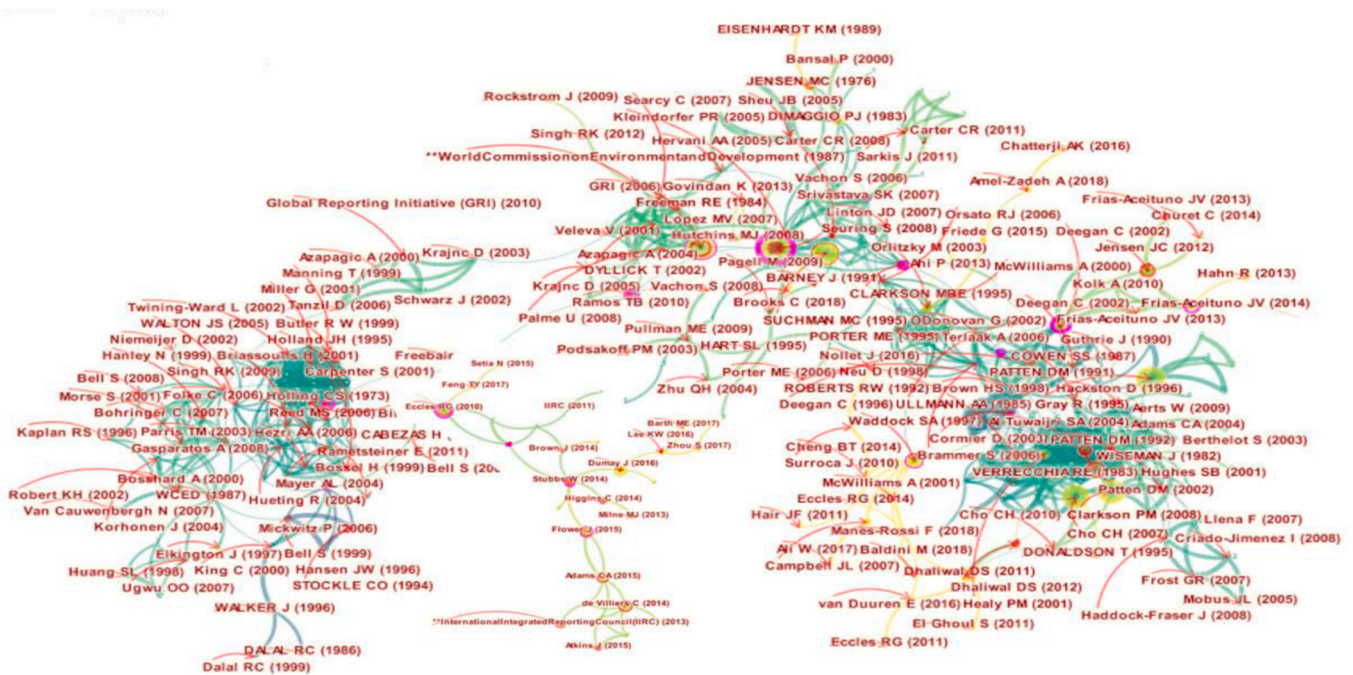 EISENHARDT KM (1989)
Bansal P (2000)
JENSEN MC (1976)
Rockstrom J (2009)
Searcy C (2007)
Sheu JB (2005)
Kleindorfer PR (2005)
DIMAGGIO PJ (1983)
Carter CR (2011)
Singh RK (2012)
Hervani AA (2005)
Carter CR (2008)
Chatterji AK (2016)
**WorldCommissiononEnvironmentandDevelopment (1987)
Sarkis J (2011)
Vachon S (2006)
Amel-Zadeh A (2018)
GRI (2006)
Govindan K (2013)
Srivastava SK (2007)
Frias-Aceituno JV (2013)
Global Reporting Initiative (GRI) (2010)
Freeman RE (1984)
Linton JD (2007)
Orsato RJ (2006)
Churet C (2014)
Lopez MV (2007)
Veleva V (2001)
Hutchins MJ (2008)
Seuring S (2008)
Friede G (2015)
Deegan C (2002)
Orlitzky M (2003)
Jensen JC (2012)
Azapagic A (2000)
Krajnc D (2003)
Azapagic A (2004)
Pagell M (2009)
Ahi P (2013)
McWilliams A (2000)
Hahn R (2013)
Manning T (1999)
DYLLICK T (2002)
BARNEY J (1991)
Kolk A (2010)
Miller G (2001)
Krajnc D (2005)
Vachon S (2008)
CLARKSON MBE (1995)
Tanzil D (2006)
Schwarz J (2002)
Ramos TB (2010)
Brooks C (2018)
Deegan C (2002)
Frias-Aceituno JV (2014)
Twining-Ward L (2002)
Palme U (2008)
SUCHMAN MC (1995)
ODonovan G (2002)
Frias-Aceituno JV (2013)
WALTON JS (2005)
Butler R W (1999)
Pullman ME (2009)
PORTER ME (1995)
Terlaak A (2006)
Guthrie J (1990)
Niemeijer D (2002)
Holland JH (1995)
Podsakoff PM (2003)
HART SL (1995)
Nollet J (2016)
COWEN SS (1987)
Hanley N (1999)
Briassoulis H (2001)
Freebair
Setia N (2015)
Porter ME (2006)
Neu D (1998)
PATTEN DM (1991)
Singh RK (2009)
Carpenter S (2001)
Feng TY (2017)
Zhu QH (2004)
ROBERTS RW (1992)
Brown HS (1998)
Hackston D (1996)
Bell S (2008)
Morse S (2001)
Folke C (2006)
Holling CS (1973)
Deegan C (1996)
ULLMANN AA (1985)
Gray R (1995)
Aerts W (2009)
Bohringer C (2007)
Reed MS (2006)
Bi
Eccles RG (2010)
IIRC (2011)
Waddock SA (1997)
Al-Tuwaijri SA (2004)
Adams CA (2004)
Kaplan RS (1996)
Parris TM (2003)
Hezri AA (2006)
CABEZAS H
Barth ME (2017)
Lee KW (2016)
Zhou S (2017)
Cormier D (2003)
PATTEN DM (1992)
Berthelot S (2003)
Gasparatos A (2008)
Rametsteiner E (2011)
Brown J (2014)
Cheng BT (2014)
Brammer S (2006)
WISEMAN J (1982)
Bosshard A (2000)
Bossel H (1999)
Bell S (20
Dumay J (2016)
Surroca J (2010)
VERRECCHIA RE (1983)
Hughes SB (2001)
Robert KH (2002)
WCED (1987)
Mayer AL (2004)
Stubbs W (2014)
McWilliams A (2001)
Patten DM (2002)
Van Cauwenbergh N (2007)
Hueting R (2004)
Higgins C (2014)
Eccles RG (2014)
Cho CH (2010)
Clarkson PM (2008)
Milne MJ (2013)
Hair JF (2011)
Llena F (2007)
Korhonen J (2004)
Mickwitz P (2006)
Flower J (2015)
Manes-Rossi F (2018)
Cho CH (2007)
Criado-Jimenez I (2008)
Elkington J (1997)
Bell S (1999)
Ali W (2017)
Baldini M (2018)
DONALDSON T (1995)
Huang SL (1998)
King C (2000)
Hansen JW (1996)
Adams CA (2015)
Campbell JL (2007)
Dhaliwal DS (2011)
Frost GR (2007)
Ugwu OO (2007)
STOCKLE CO (1994)
Dhaliwal DS (2012)
Mobus JL (2005)
WALKER J (1996)
de Villiers C (2014)
van Duuren E (2016)
Healy PM (2001)
Haddock-Fraser J (2008)
**InternationalIntegratedReportingCouncil(IIRC) (2013)
El Ghoul S (2011)
DALAL RC (1986)
Atkins J (2015)
Eccles RG (2011)
Dalal RC (1999)